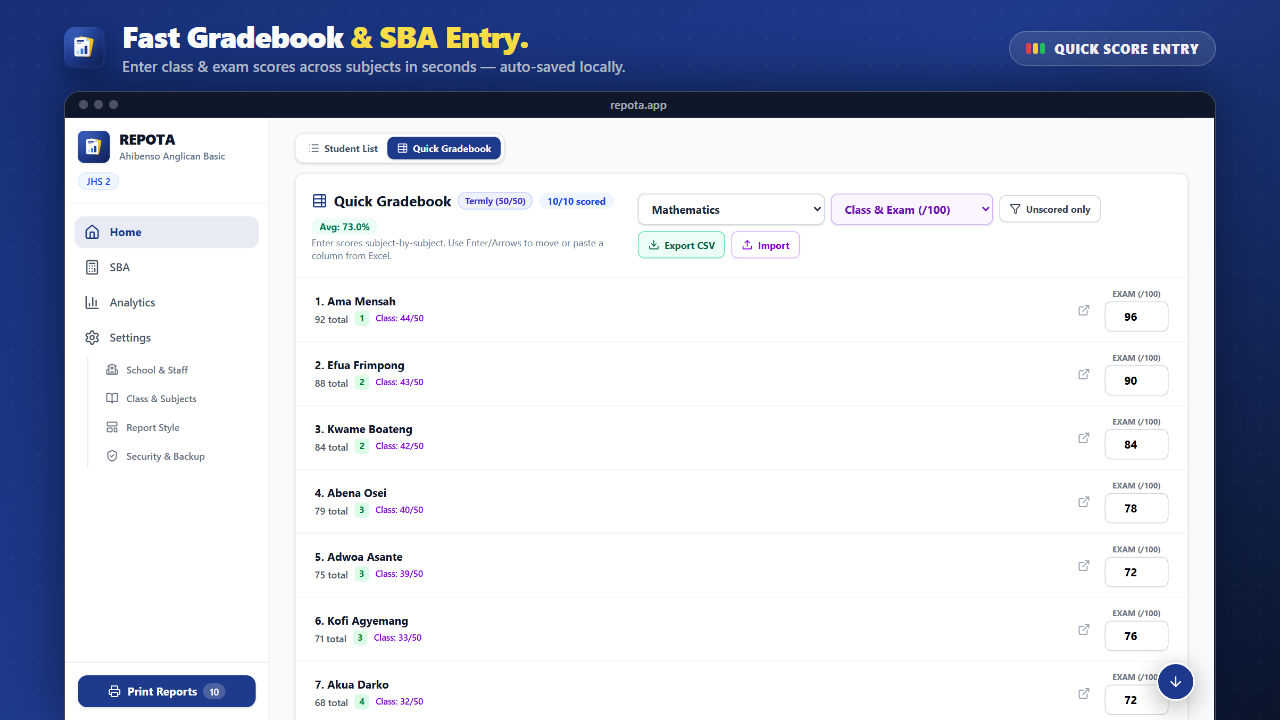 Fast Gradebook & SBA Entry.
Enter class & exam scores across subjects in seconds — auto-saved locally.
QUICK SCORE ENTRY
repota.app
REPOTA
Ahibenso Anglican Basic
JHS 2
Home
SBA
Analytics
Settings
School & Staff
Class & Subjects
Report Style
Security & Backup
Print Reports 10
Student List
Quick Gradebook
Quick Gradebook Termly (50/50) 10/10 scored
Avg: 73.0%
Enter scores subject-by-subject. Use Enter/Arrows to move or paste a
column from Excel.
Mathematics
Class & Exam (/100)
Unscored only
Export CSV
Import
1. Ama Mensah
92 total 1 Class: 44/50
EXAM (/100)
96
2. Efua Frimpong
88 total 2 Class: 43/50
EXAM (/100)
90
3. Kwame Boateng
84 total 2 Class: 42/50
EXAM (/100)
84
4. Abena Osei
79 total 3 Class: 40/50
EXAM (/100)
78
5. Adwoa Asante
75 total 3 Class: 39/50
EXAM (/100)
72
6. Kofi Agyemang
71 total 3 Class: 33/50
EXAM (/100)
76
7. Akua Darko
68 total 4 Class: 32/50
EXAM (/100)
72